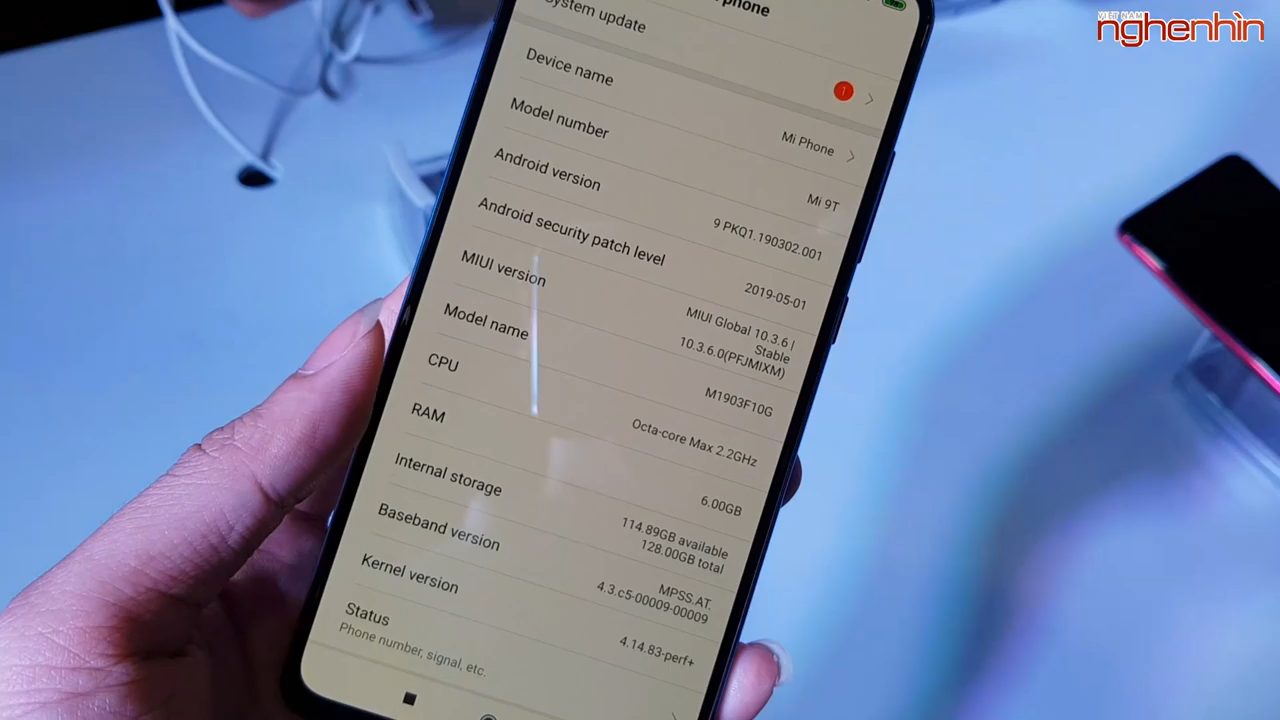 VIET NAM
nghenhìn
phone
System update
1
Device name
Mi Phone
Model number
Mi 9T
Android version
9 PKQ1.190302.001
Android security patch level
2019-05-01
MIUI version
MIUI Global 10.3.6 |
Stable
10.3.6.0(PFJMIXM)
Model name
M1903F10G
CPU
Octa-core Max 2.2GHz
RAM
6.00GB
Internal storage
114.89GB available
128.00GB total
Baseband version
MPSS.AT.
4.3.c5-00009-00009
Kernel version
4.14.83-perf+
Status
Phone number, signal, etc.